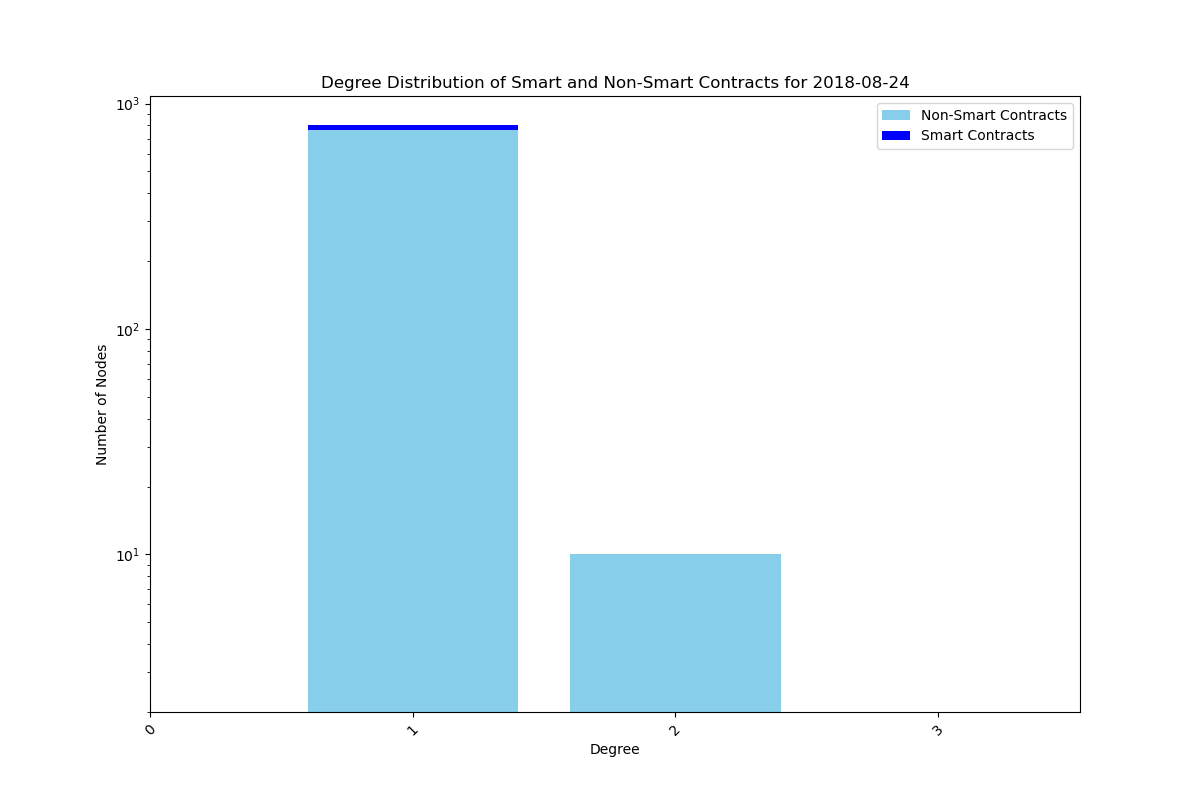 Degree Distribution of Smart and Non-Smart Contracts for 2018-08-24
Non-Smart Contracts
Smart Contracts
10³
10²
10¹
Number of Nodes
0
1
2
3
Degree